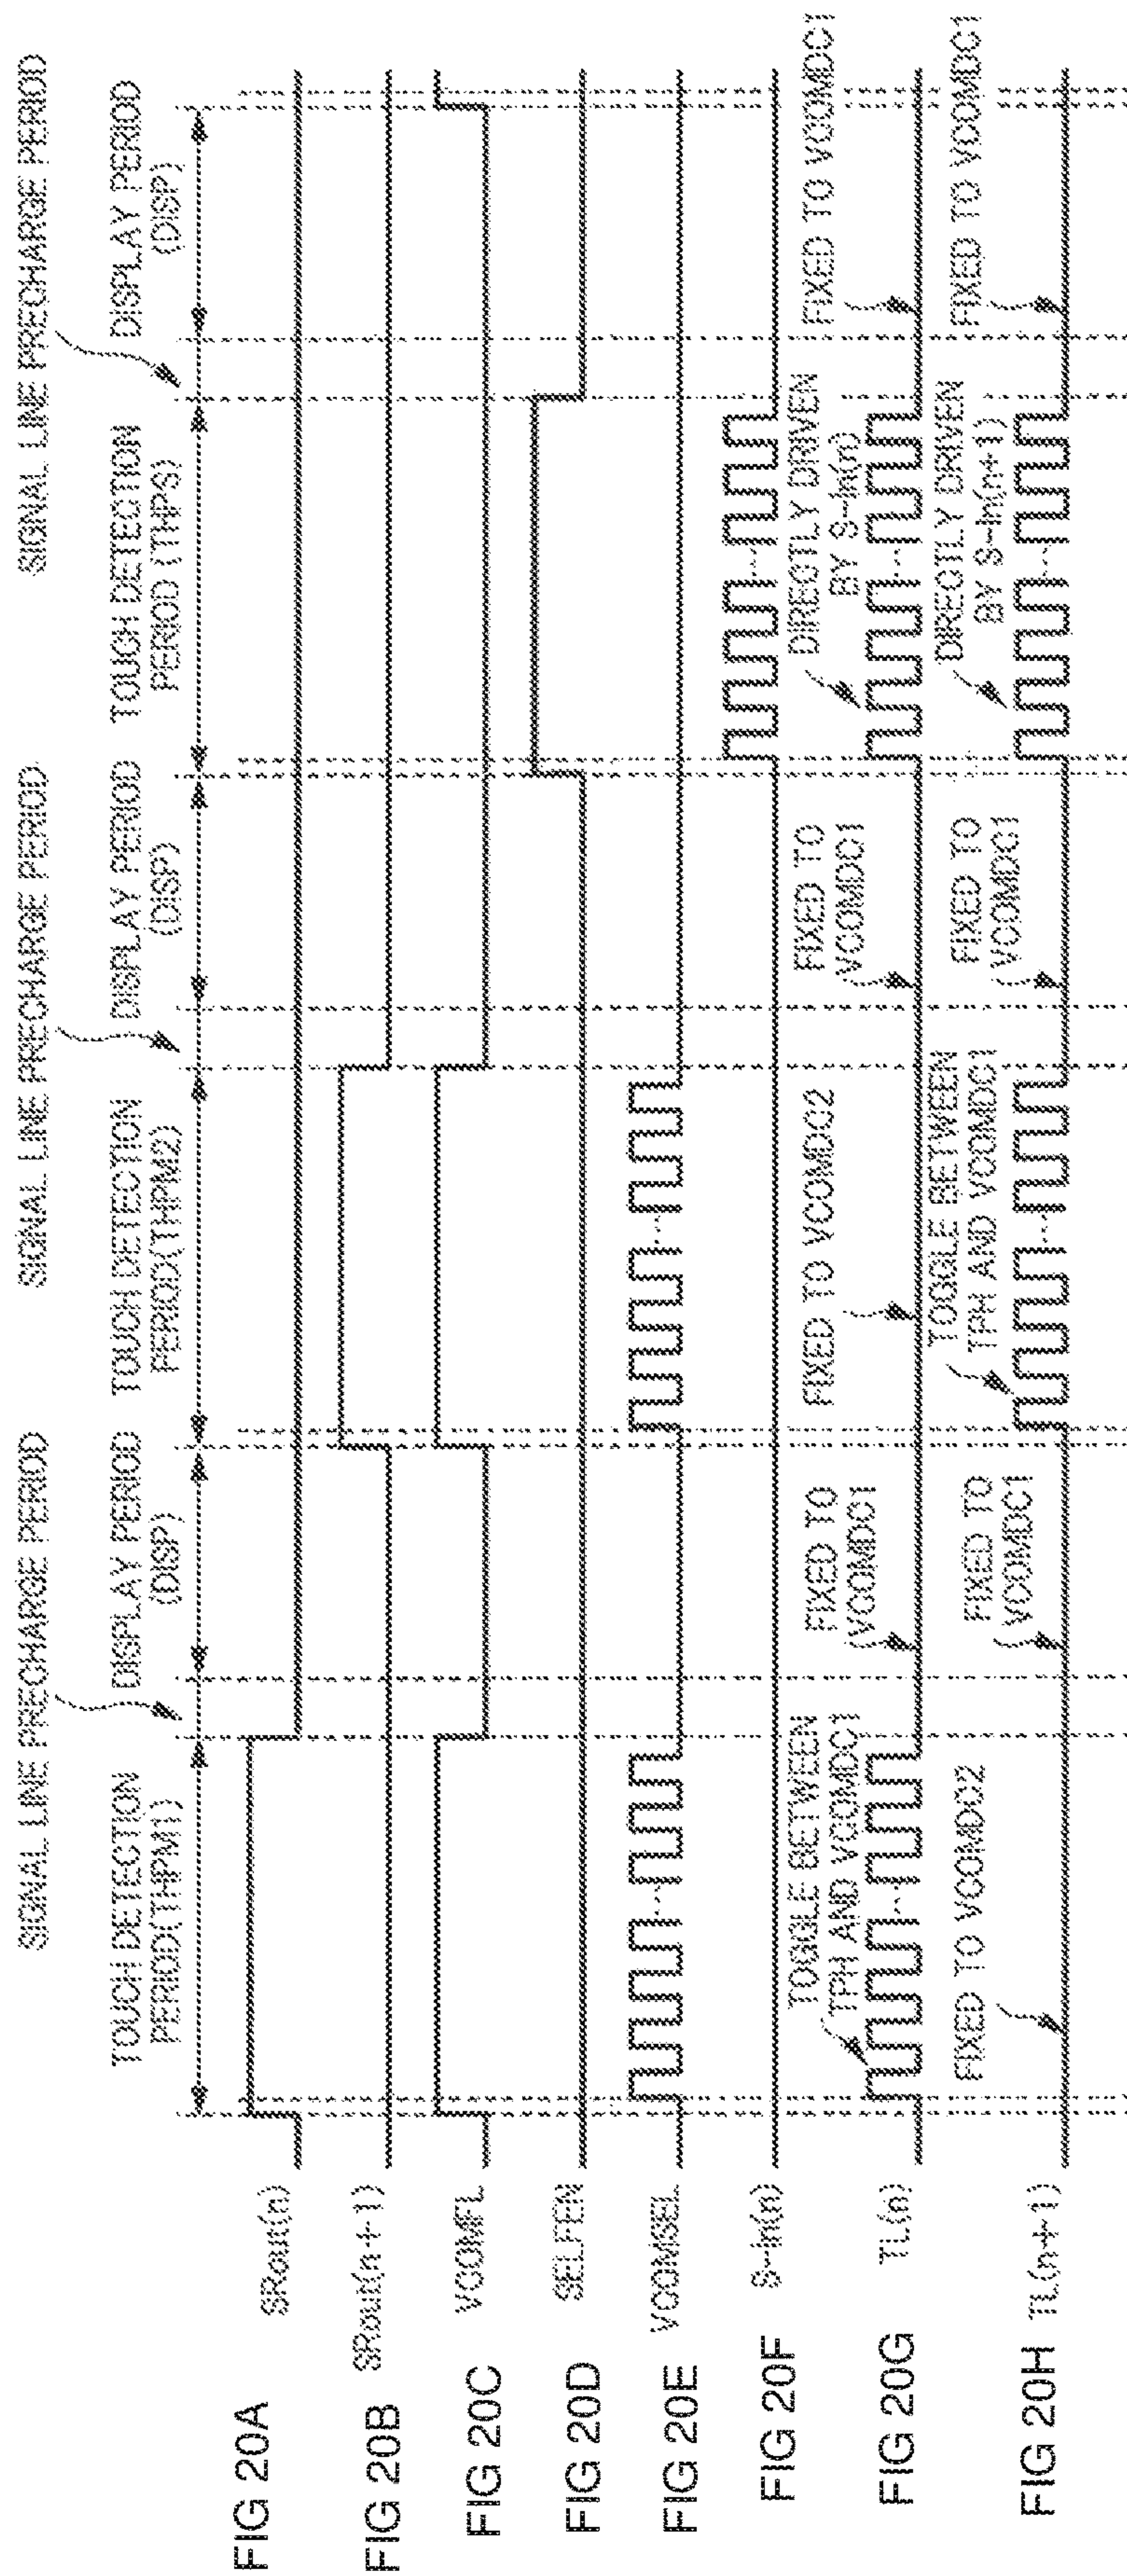 SIGNAL LINE PRECHARGE PERIOD
SIGNAL LINE PRECHARGE PERIOD
SIGNAL LINE PRECHARGE PERIOD
TOUCH DETECTION
PERIOD(THPM1)
DISPLAY PERIOD
(DISP)
TOUCH DETECTION
PERIOD(THPM2)
DISPLAY PERIOD
(DISP)
TOUCH DETECTION
PERIOD (THPS)
DISPLAY PERIOD
(DISP)
FIG 20A SRout(n)
FIG 20B SRout(n+1)
FIG 20C VCOMFL
FIG 20D SELFEN
FIG 20E VCOMSEL
FIG 20F S-in(n)
TOGGLE BETWEEN
TPH AND VCOMDC1
FIXED TO
VCOMDC1
FIXED TO VCOMDC2
FIXED TO
VCOMDC1
DIRECTLY DRIVEN
BY S-in(n)
FIXED TO VCOMDC1
FIG 20G TL(n)
FIXED TO VCOMDC2
FIXED TO
VCOMDC1
TOGGLE BETWEEN
TPH AND VCOMDC1
FIXED TO
VCOMDC1
DIRECTLY DRIVEN
BY S-in(n+1)
FIXED TO VCOMDC1
FIG 20H TL(n+1)